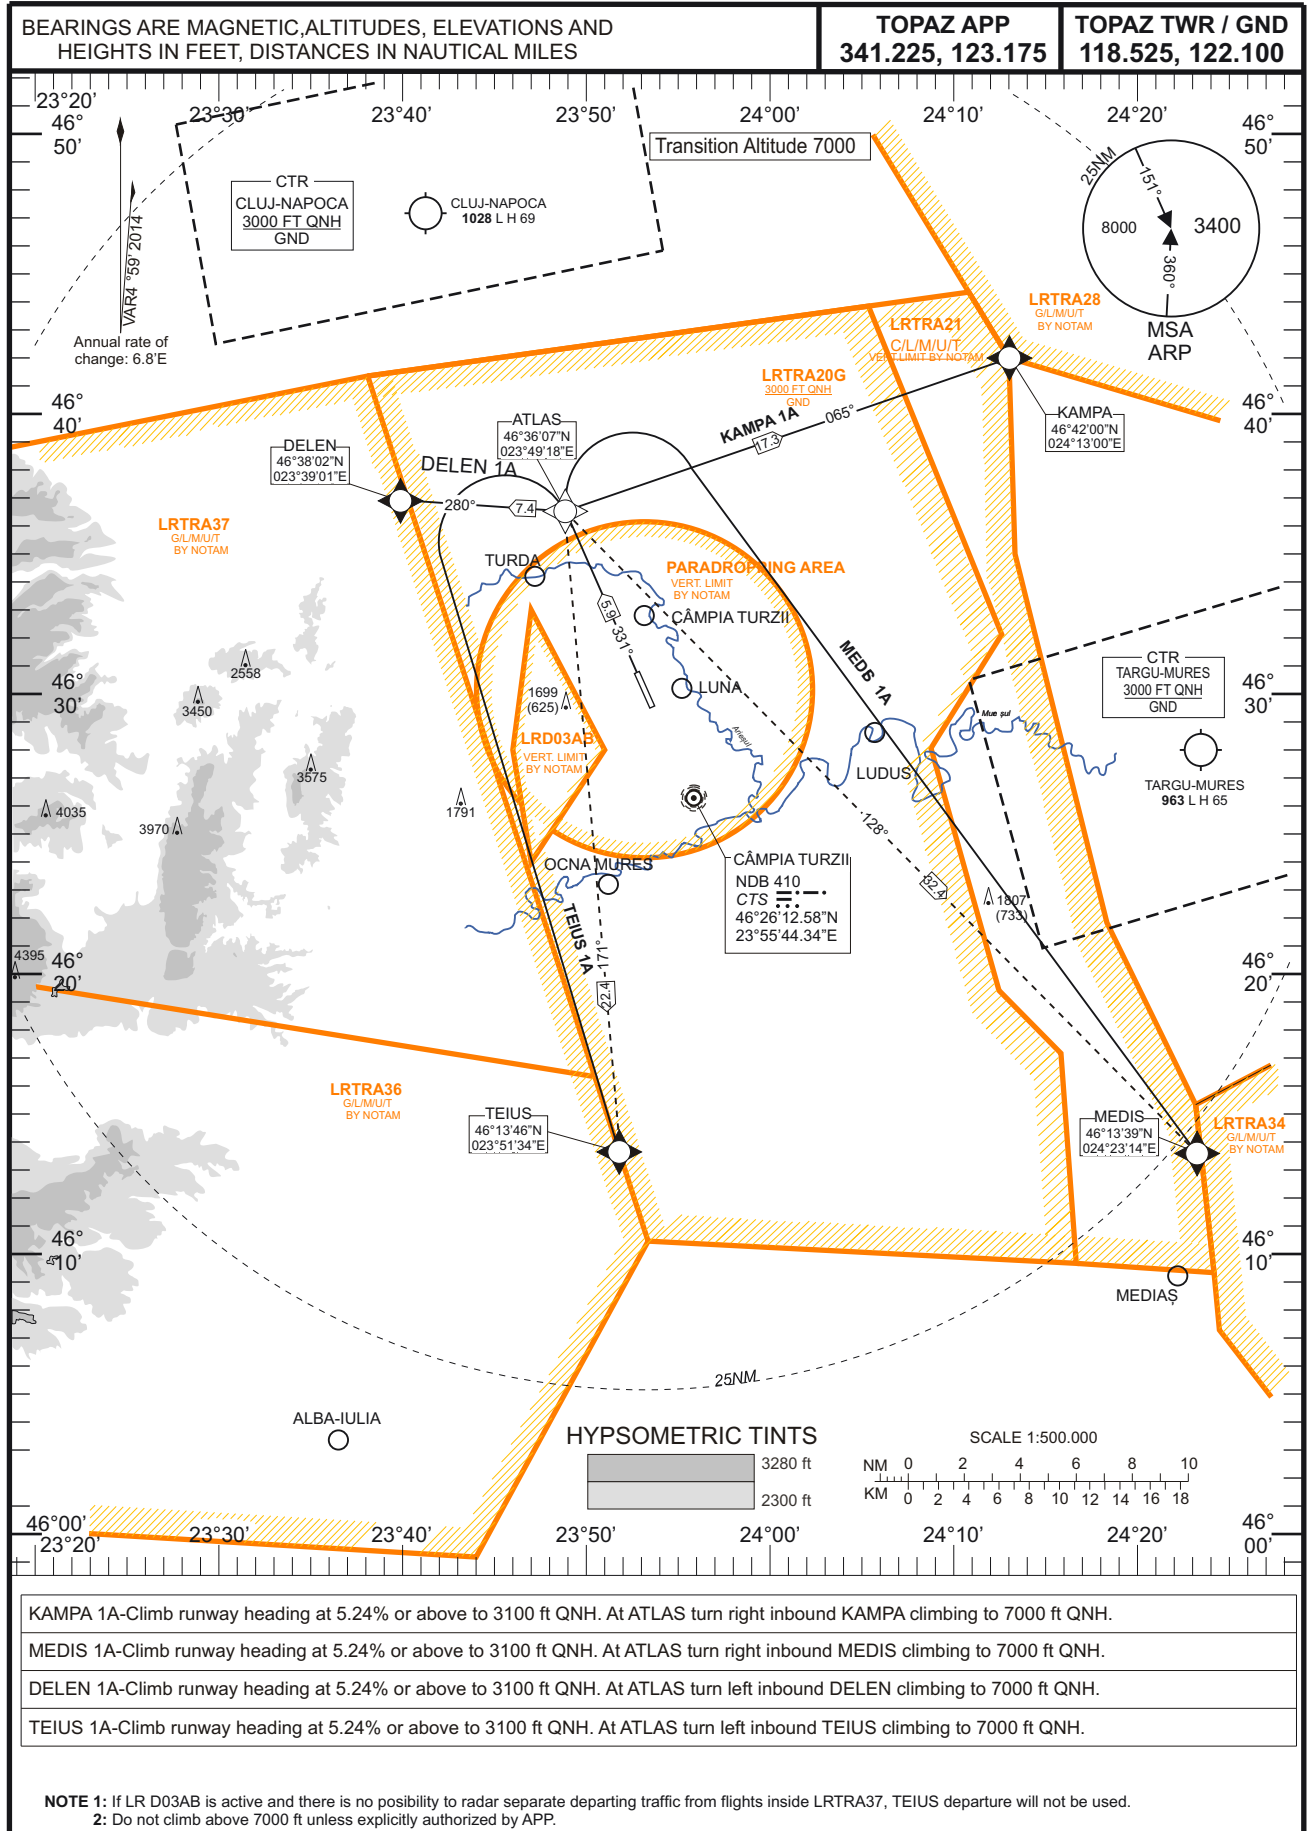 BEARINGS ARE MAGNETIC,ALTITUDES, ELEVATIONS AND
HEIGHTS IN FEET, DISTANCES IN NAUTICAL MILES
TOPAZ APP
341.225, 123.175
TOPAZ TWR / GND
118.525, 122.100
23°20’
23°30’
23°40’
23°50’
24°00’
24°10’
24°20’
46°
50’
46°
50’
Transition Altitude 7000
VAR4 °59’ 2014
Annual rate of
change: 6.8’E
CTR
CLUJ-NAPOCA
3000 FT QNH
GND
CLUJ-NAPOCA
1028 L H 69
25NM
151°
8000
3400
360°
MSA
ARP
LRTRA28
G/L/M/U/T
BY NOTAM
LRTRA21
C/L/M/U/T
VERT.LIMIT BY NOTAM
LRTRA20G
3000 FT QNH
GND
46°
40’
46°
40’
KAMPA
46°42’00”N
024°13’00”E
KAMPA 1A
17.3
065°
ATLAS
46°36’07”N
023°49’18”E
DELEN
46°38’02”N
023°39’01”E
DELEN 1A
280°
7.4
LRTRA37
G/L/M/U/T
BY NOTAM
TURDA
PARADROPPING AREA
VERT. LIMIT
BY NOTAM
CÂMPIA TURZII
5.9
331°
LUNA
MEDIS 1A
CTR
TARGU-MURES
3000 FT QNH
GND
2558
3450
3575
4035
3970
1791
4395
46°
30’
46°
30’
1699
(625)
LRD03AB
VERT. LIMIT
BY NOTAM
Arieşul
LUDUS
TARGU-MURES
963 L H 65
128°
32.4
1807
(733)
OCNA MURES
CÂMPIA TURZII
NDB 410
CTS
46°26’12.58”N
23°55’44.34”E
TEIUS 1A
171°
22.4
46°
20’
46°
20’
LRTRA36
G/L/M/U/T
BY NOTAM
TEIUS
46°13’46”N
023°51’34”E
MEDIS
46°13’39”N
024°23’14”E
LRTRA34
G/L/M/U/T
BY NOTAM
46°
10’
46°
10’
MEDIAȘ
25NM
ALBA-IULIA
HYPSOMETRIC TINTS
3280 ft
2300 ft
SCALE 1:500.000
NM 0 2 4 6 8 10
KM 0 2 4 6 8 10 12 14 16 18
46°00’
46°
00’
23°20’
23°30’
23°40’
23°50’
24°00’
24°10’
24°20’
KAMPA 1A-Climb runway heading at 5.24% or above to 3100 ft QNH. At ATLAS turn right inbound KAMPA climbing to 7000 ft QNH.
MEDIS 1A-Climb runway heading at 5.24% or above to 3100 ft QNH. At ATLAS turn right inbound MEDIS climbing to 7000 ft QNH.
DELEN 1A-Climb runway heading at 5.24% or above to 3100 ft QNH. At ATLAS turn left inbound DELEN climbing to 7000 ft QNH.
TEIUS 1A-Climb runway heading at 5.24% or above to 3100 ft QNH. At ATLAS turn left inbound TEIUS climbing to 7000 ft QNH.
NOTE 1: If LR D03AB is active and there is no posibility to radar separate departing traffic from flights inside LRTRA37, TEIUS departure will not be used.
2: Do not climb above 7000 ft unless explicitly authorized by APP.